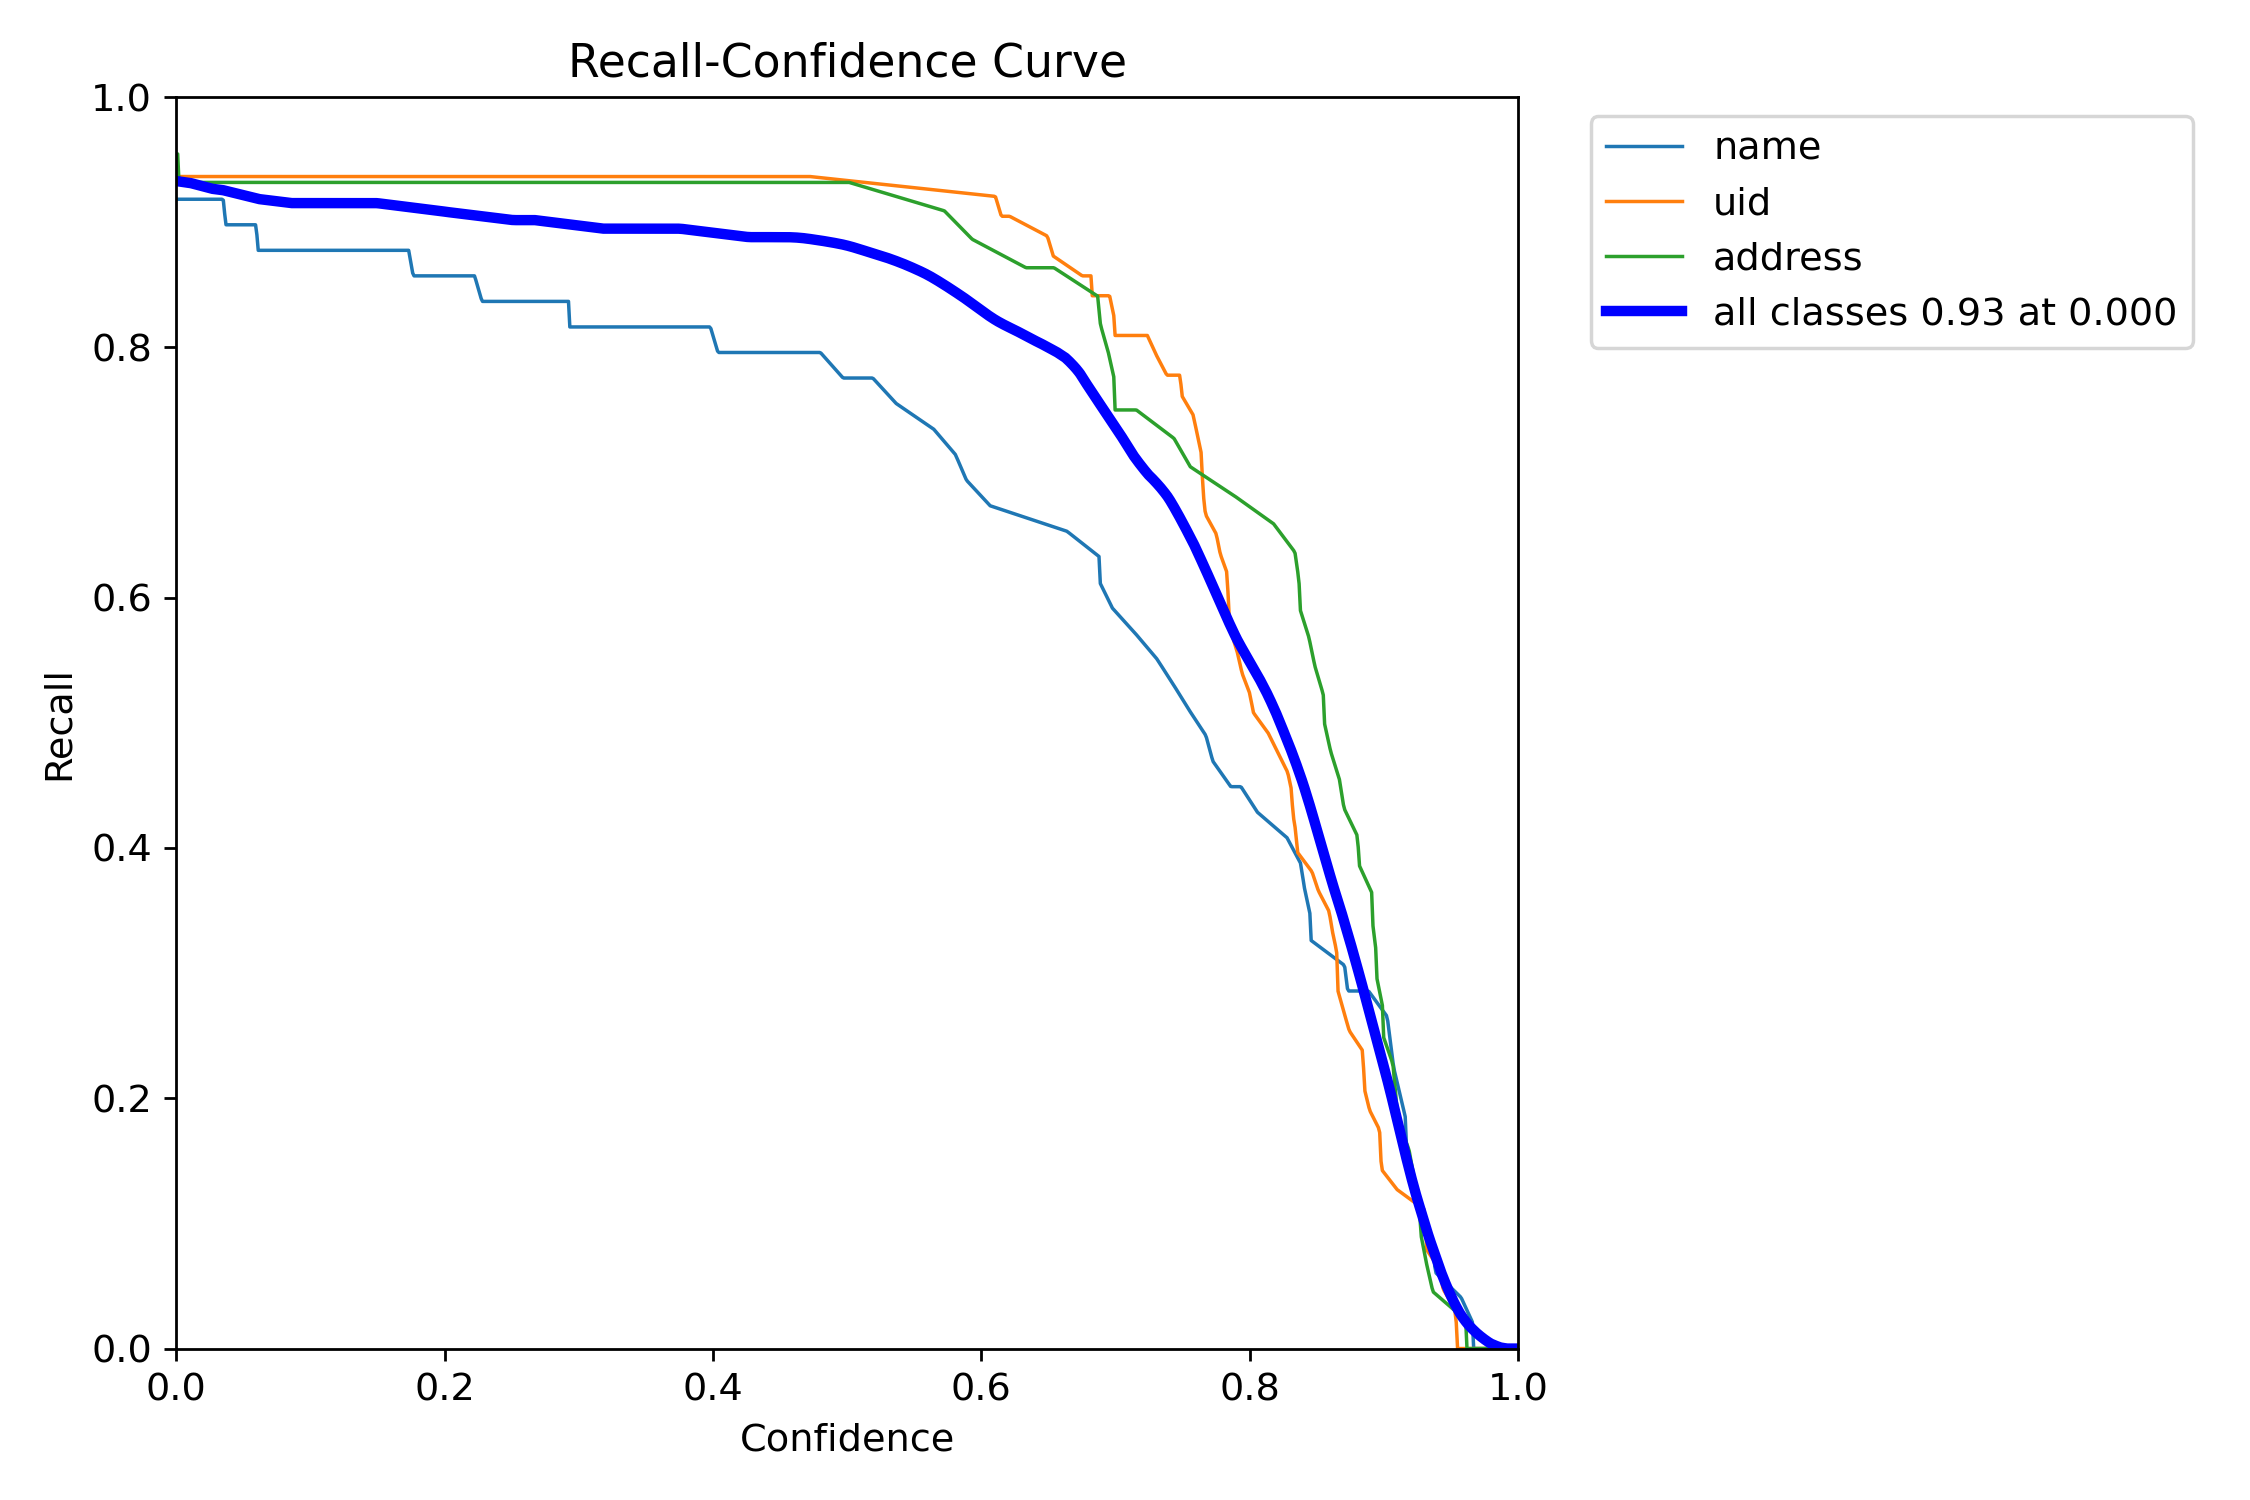 Recall-Confidence Curve
1.0
0.8
0.6
0.4
0.2
0.0
Recall
0.0 0.2 0.4 0.6 0.8 1.0
Confidence
name
uid
address
all classes 0.93 at 0.000